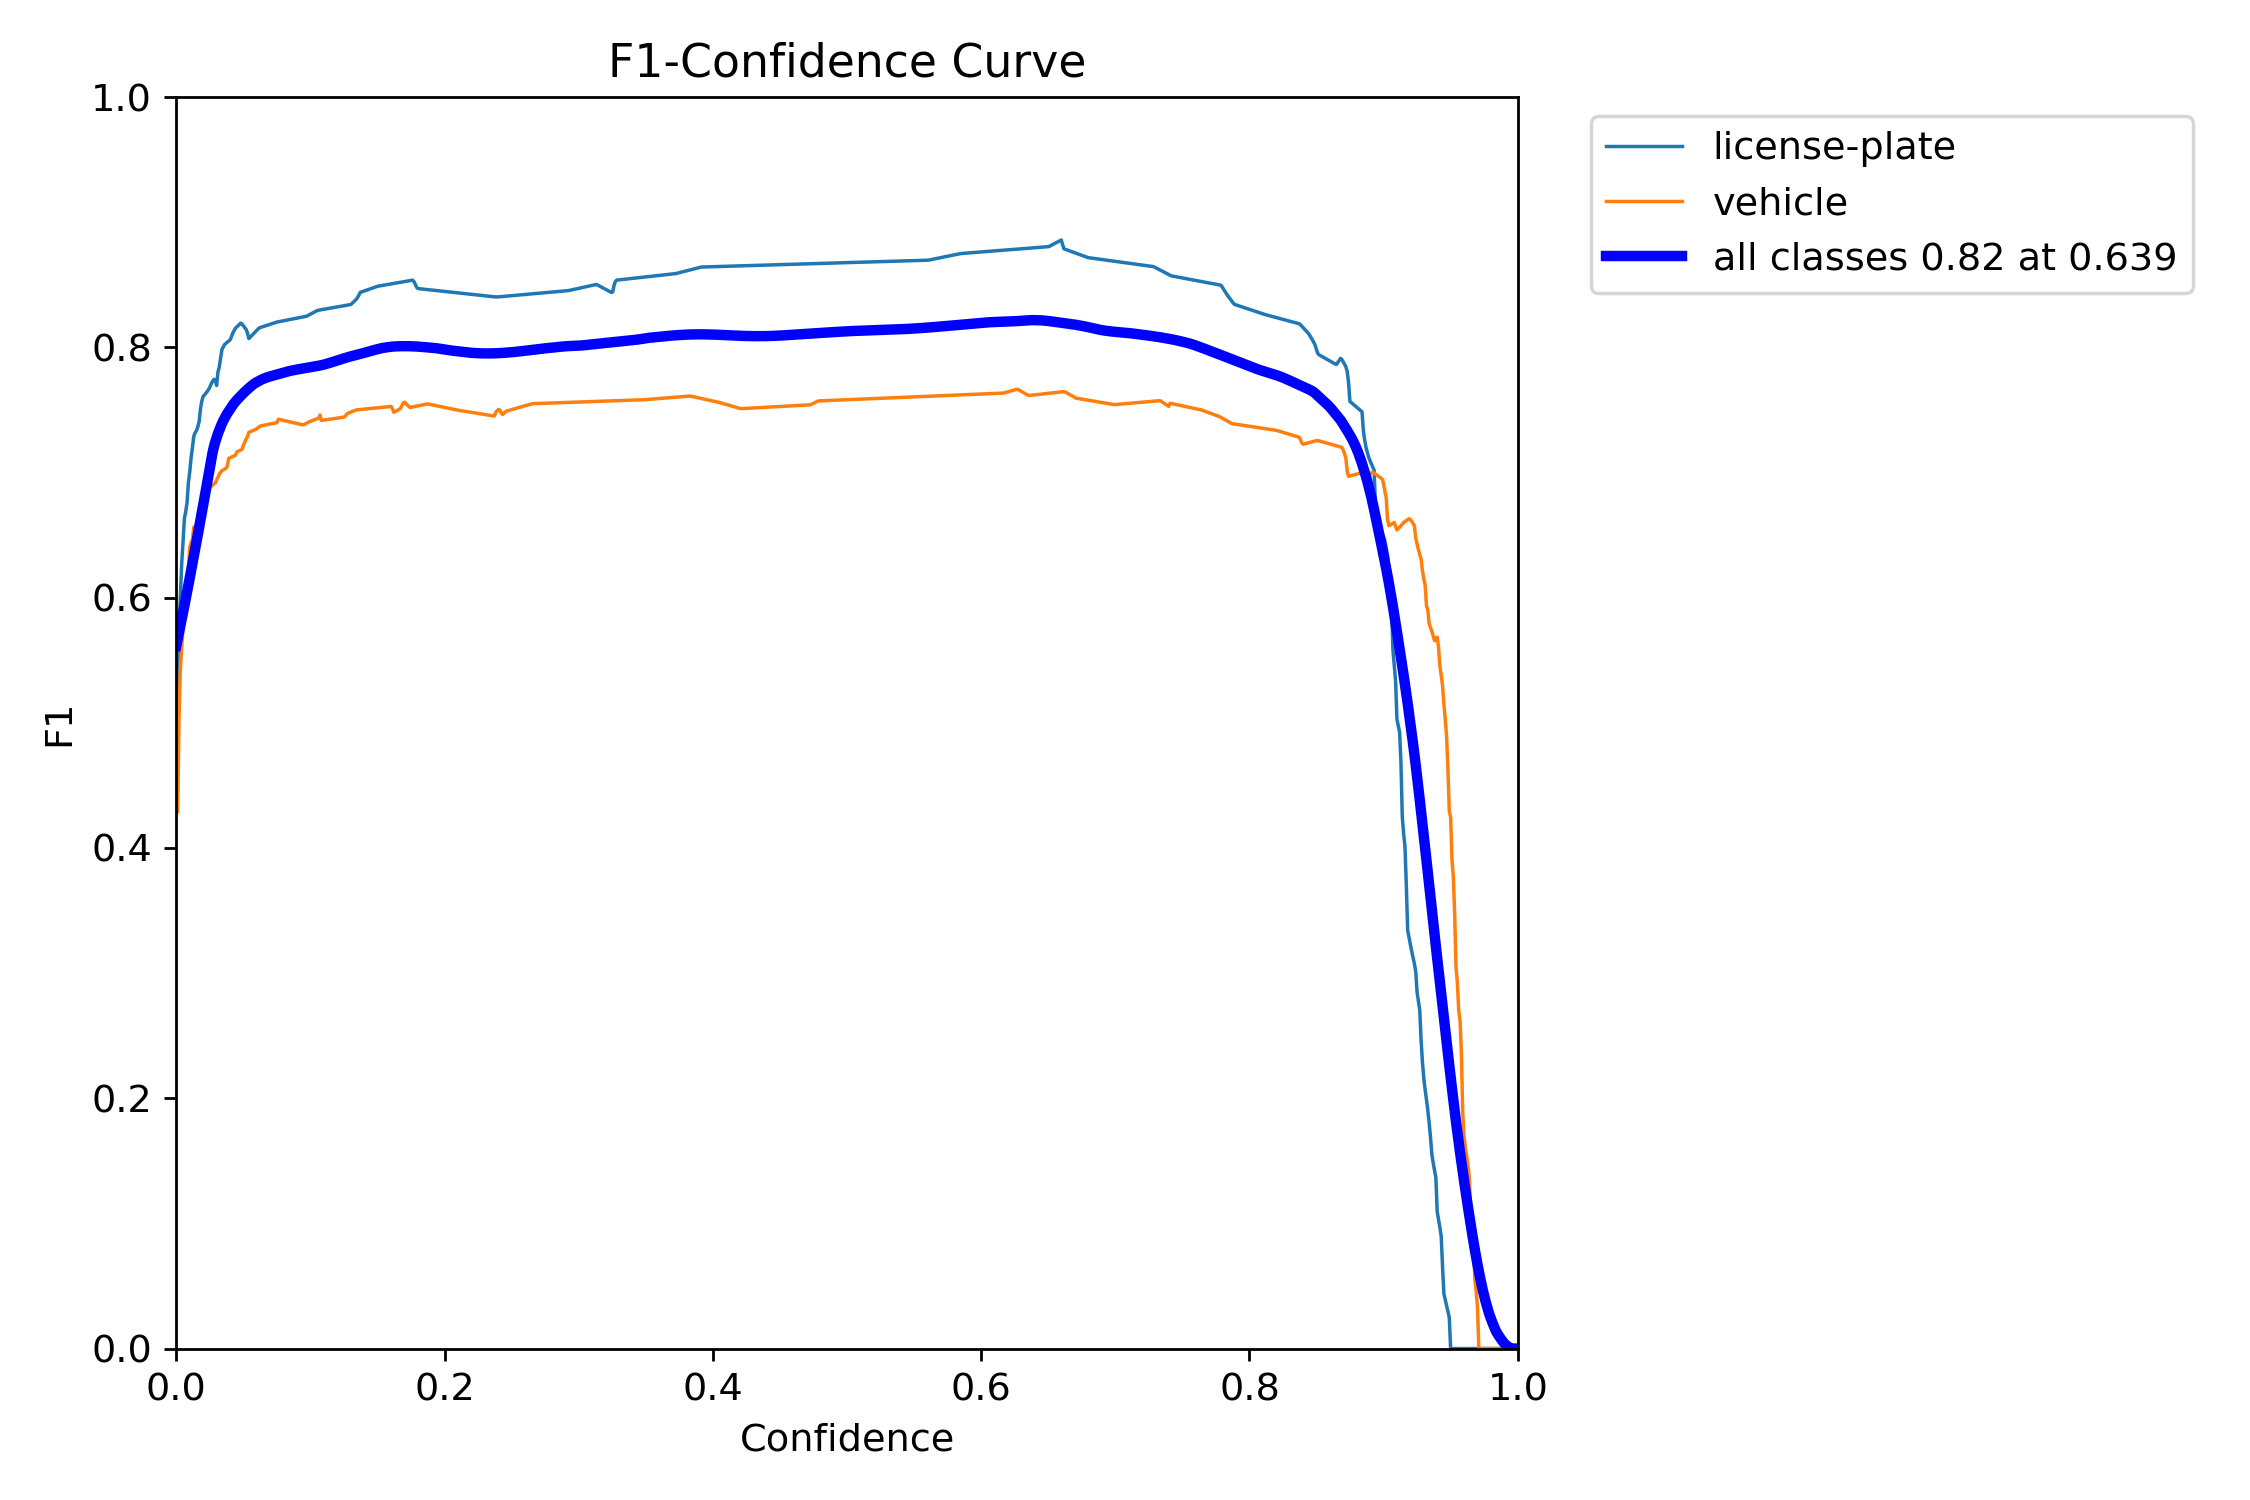 F1-Confidence Curve
1.0
0.8
0.6
0.4
0.2
0.0
F1
0.0 0.2 0.4 0.6 0.8 1.0
Confidence
license-plate
vehicle
all classes 0.82 at 0.639